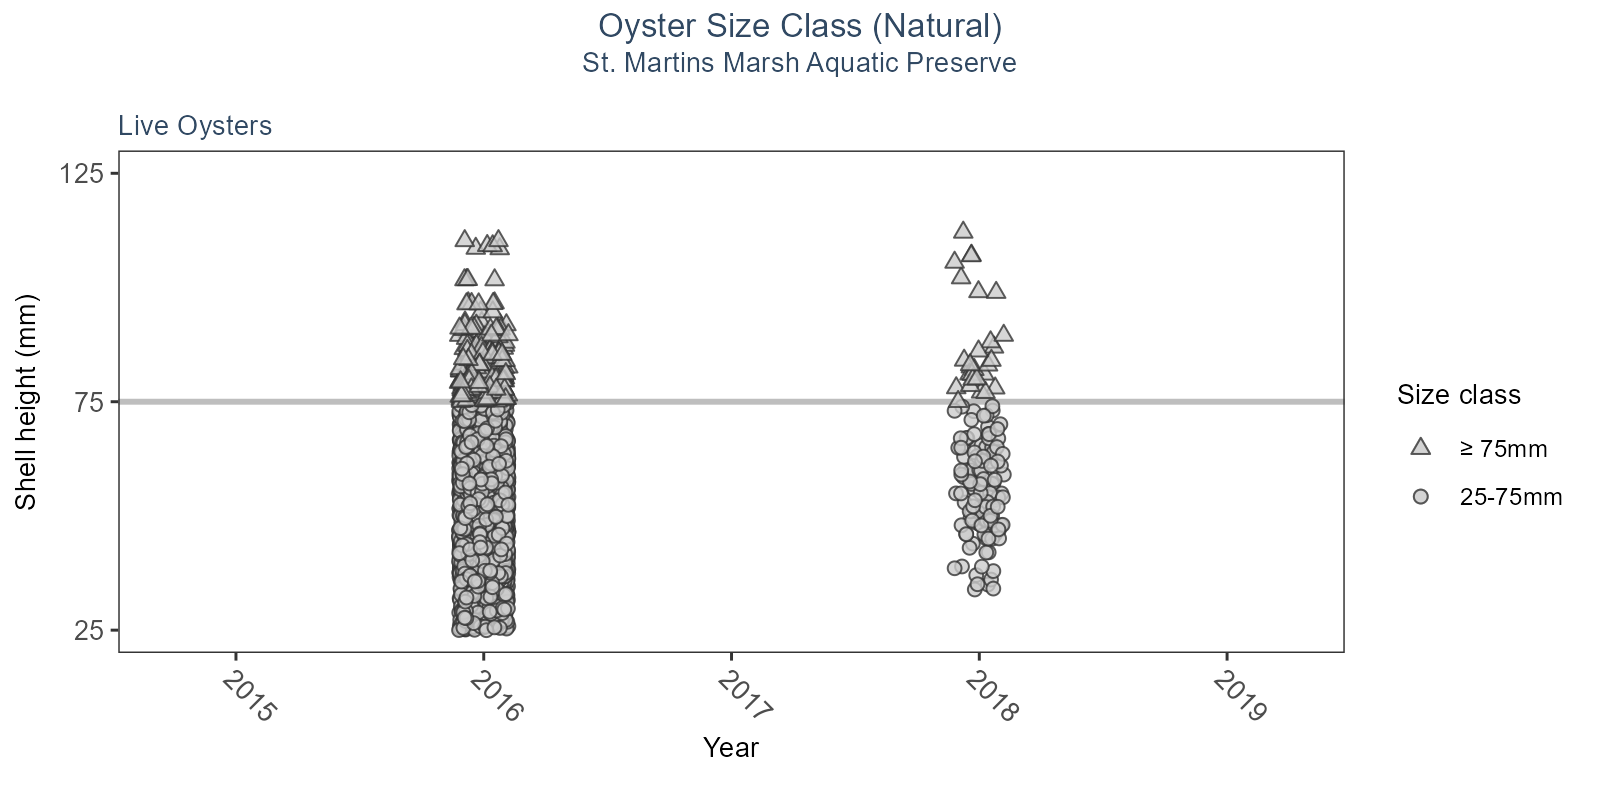 Oyster Size Class (Natural)
St. Martins Marsh Aquatic Preserve
Live Oysters
125
75
25
Shell height (mm)
2015
2016
2017
2018
2019
Year
Size class
≥ 75mm
25-75mm